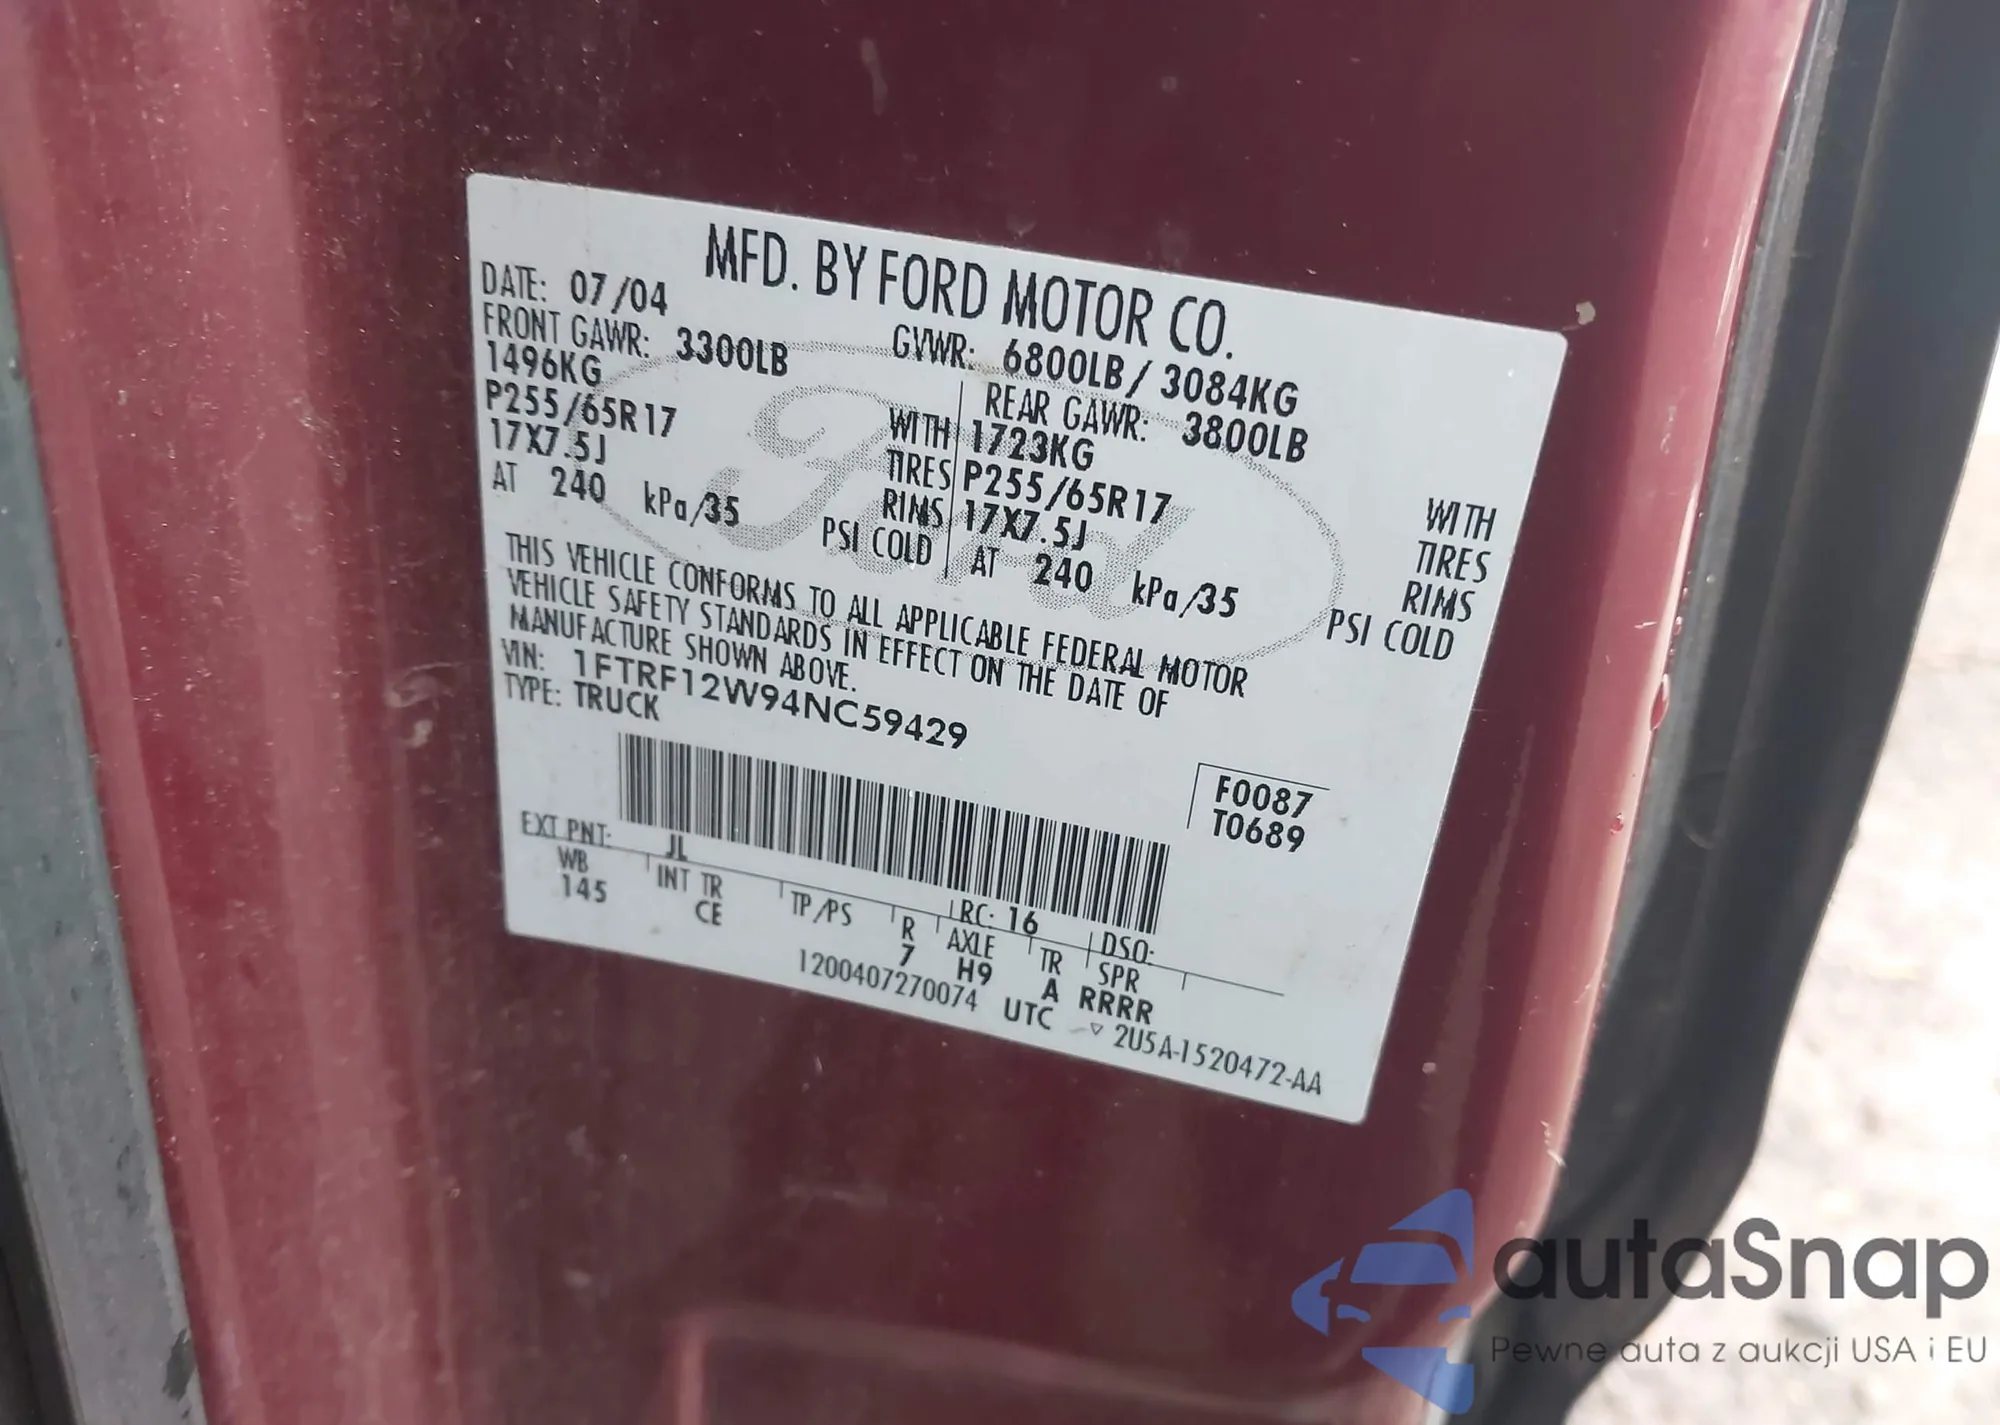 MFD. BY FORD MOTOR CO.
DATE: 07/04 GVWR: 6800LB/ 3084KG
FRONT GAWR: 3300LB REAR GAWR: 3800LB
1496KG WITH 1723KG WITH
P255/65R17 TIRES P255/65R17 TIRES
17X7.5J RIMS 17X7.5J RIMS
AT 240 kPa/35 PSI COLD AT 240 kPa/35 PSI COLD
Ford
THIS VEHICLE CONFORMS TO ALL APPLICABLE FEDERAL MOTOR
VEHICLE SAFETY STANDARDS IN EFFECT ON THE DATE OF
MANUFACTURE SHOWN ABOVE.
VIN: 1FTRF12W94NC59429
TYPE: TRUCK
F0087
T0689
EXT PNT: JL RC: 16 DSO:
WB INT TR TP/PS R AXLE TR SPR
145 CE 7 H9 A RRRR
1200407270074 UTC ▽ 2U5A-1520472-AA
autaSnap
Pewne auta z aukcji USA i EU